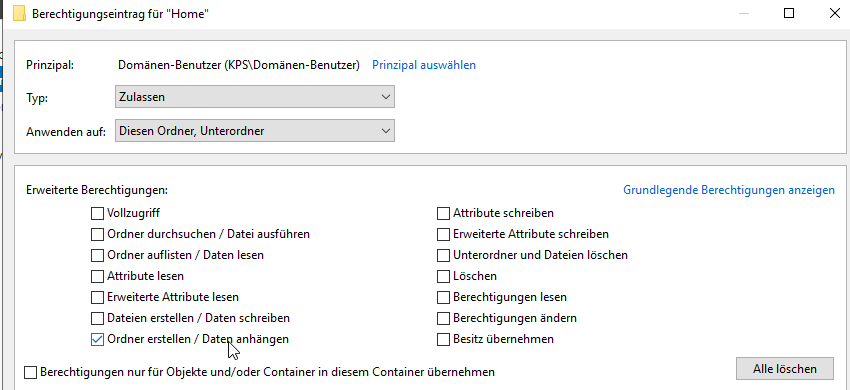 Berechtigungseintrag für "Home"
Prinzipal: Domänen-Benutzer (KPS\Domänen-Benutzer) Prinzipal auswählen
Typ: Zulassen
Anwenden auf: Diesen Ordner, Unterordner
Erweiterte Berechtigungen: Grundlegende Berechtigungen anzeigen
Vollzugriff Attribute schreiben
Ordner durchsuchen / Datei ausführen Erweiterte Attribute schreiben
Ordner auflisten / Daten lesen Unterordner und Dateien löschen
Attribute lesen Löschen
Erweiterte Attribute lesen Berechtigungen lesen
Dateien erstellen / Daten schreiben Berechtigungen ändern
Ordner erstellen / Daten anhängen Besitz übernehmen
Berechtigungen nur für Objekte und/oder Container in diesem Container übernehmen Alle löschen